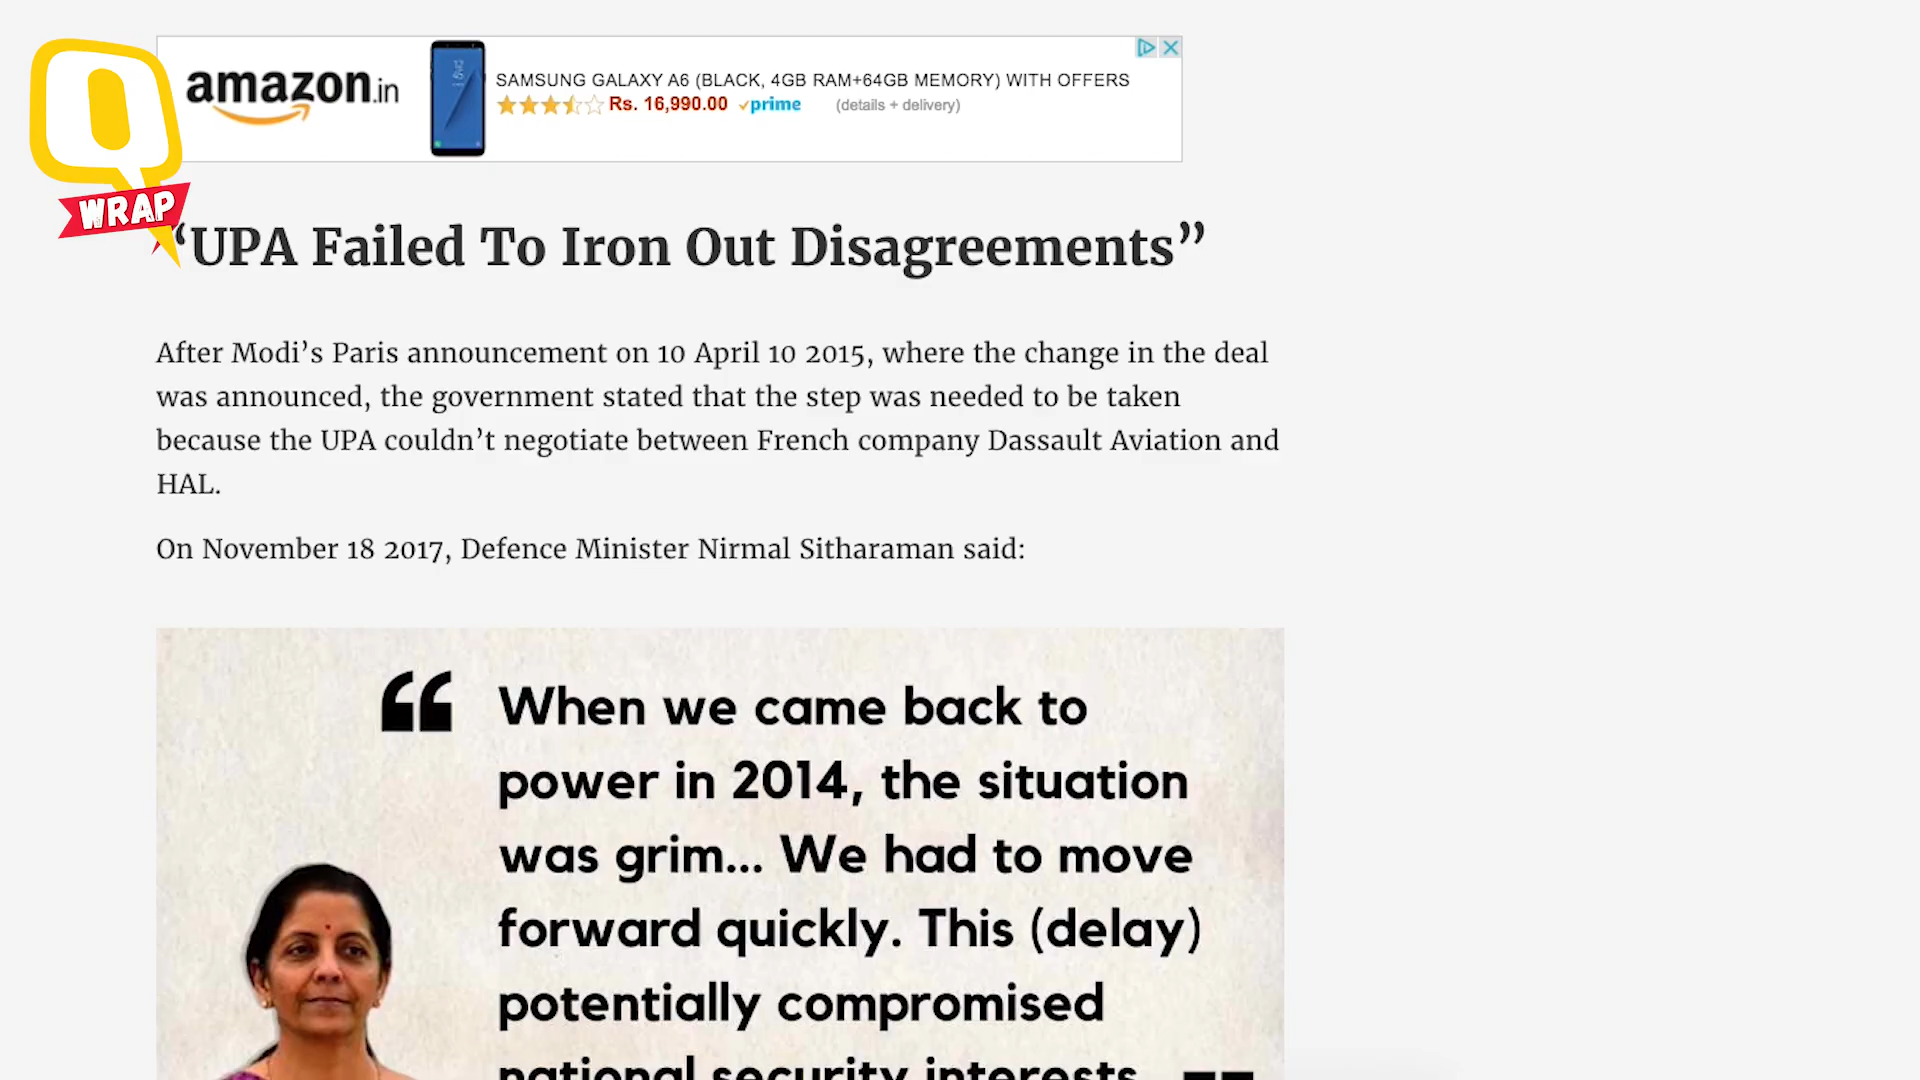 amazon.in
SAMSUNG GALAXY A6 (BLACK, 4GB RAM+64GB MEMORY) WITH OFFERS
Rs. 16,990.00 prime (details + delivery)
Q
WRAP
“UPA Failed To Iron Out Disagreements”
After Modi’s Paris announcement on 10 April 10 2015, where the change in the deal
was announced, the government stated that the step was needed to be taken
because the UPA couldn’t negotiate between French company Dassault Aviation and
HAL.
On November 18 2017, Defence Minister Nirmal Sitharaman said:
“When we came back to
power in 2014, the situation
was grim... We had to move
forward quickly. This (delay)
potentially compromised
national security interests